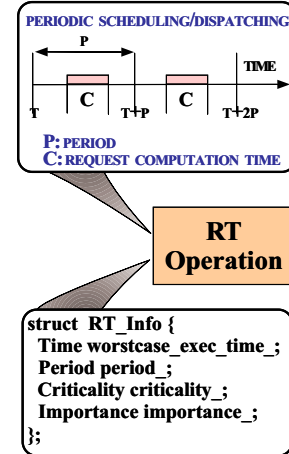 PERIODIC SCHEDULING/DISPATCHING
P
TIME
C C
T T+P T+2P
P: PERIOD
C: REQUEST COMPUTATION TIME
RT
Operation
struct RT_Info {
Time worstcase_exec_time_;
Period period_;
Criticality criticality_;
Importance importance_;
};